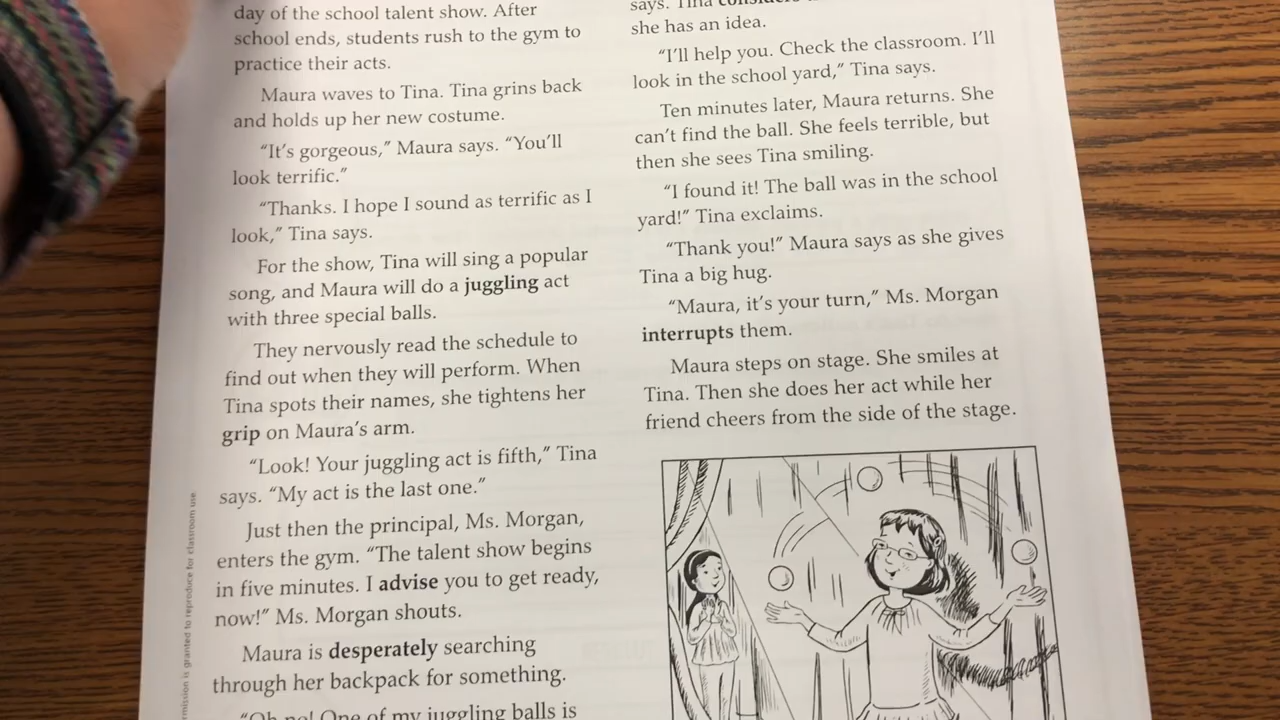 day of the school talent show. After
school ends, students rush to the gym to
practice their acts.
Maura waves to Tina. Tina grins back
and holds up her new costume.
“It’s gorgeous,” Maura says. “You’ll
look terrific.”
“Thanks. I hope I sound as terrific as I
look,” Tina says.
For the show, Tina will sing a popular
song, and Maura will do a juggling act
with three special balls.
They nervously read the schedule to
find out when they will perform. When
Tina spots their names, she tightens her
grip on Maura’s arm.
“Look! Your juggling act is fifth,” Tina
says. “My act is the last one.”
Just then the principal, Ms. Morgan,
enters the gym. “The talent show begins
in five minutes. I advise you to get ready,
now!” Ms. Morgan shouts.
Maura is desperately searching
through her backpack for something.
“Oh no! One of my juggling balls is
says. Tina
she has an idea.
“I’ll help you. Check the classroom. I’ll
look in the school yard,” Tina says.
Ten minutes later, Maura returns. She
can’t find the ball. She feels terrible, but
then she sees Tina smiling.
“I found it! The ball was in the school
yard!” Tina exclaims.
“Thank you!” Maura says as she gives
Tina a big hug.
“Maura, it’s your turn,” Ms. Morgan
interrupts them.
Maura steps on stage. She smiles at
Tina. Then she does her act while her
friend cheers from the side of the stage.
is granted to reproduce for classroom use.